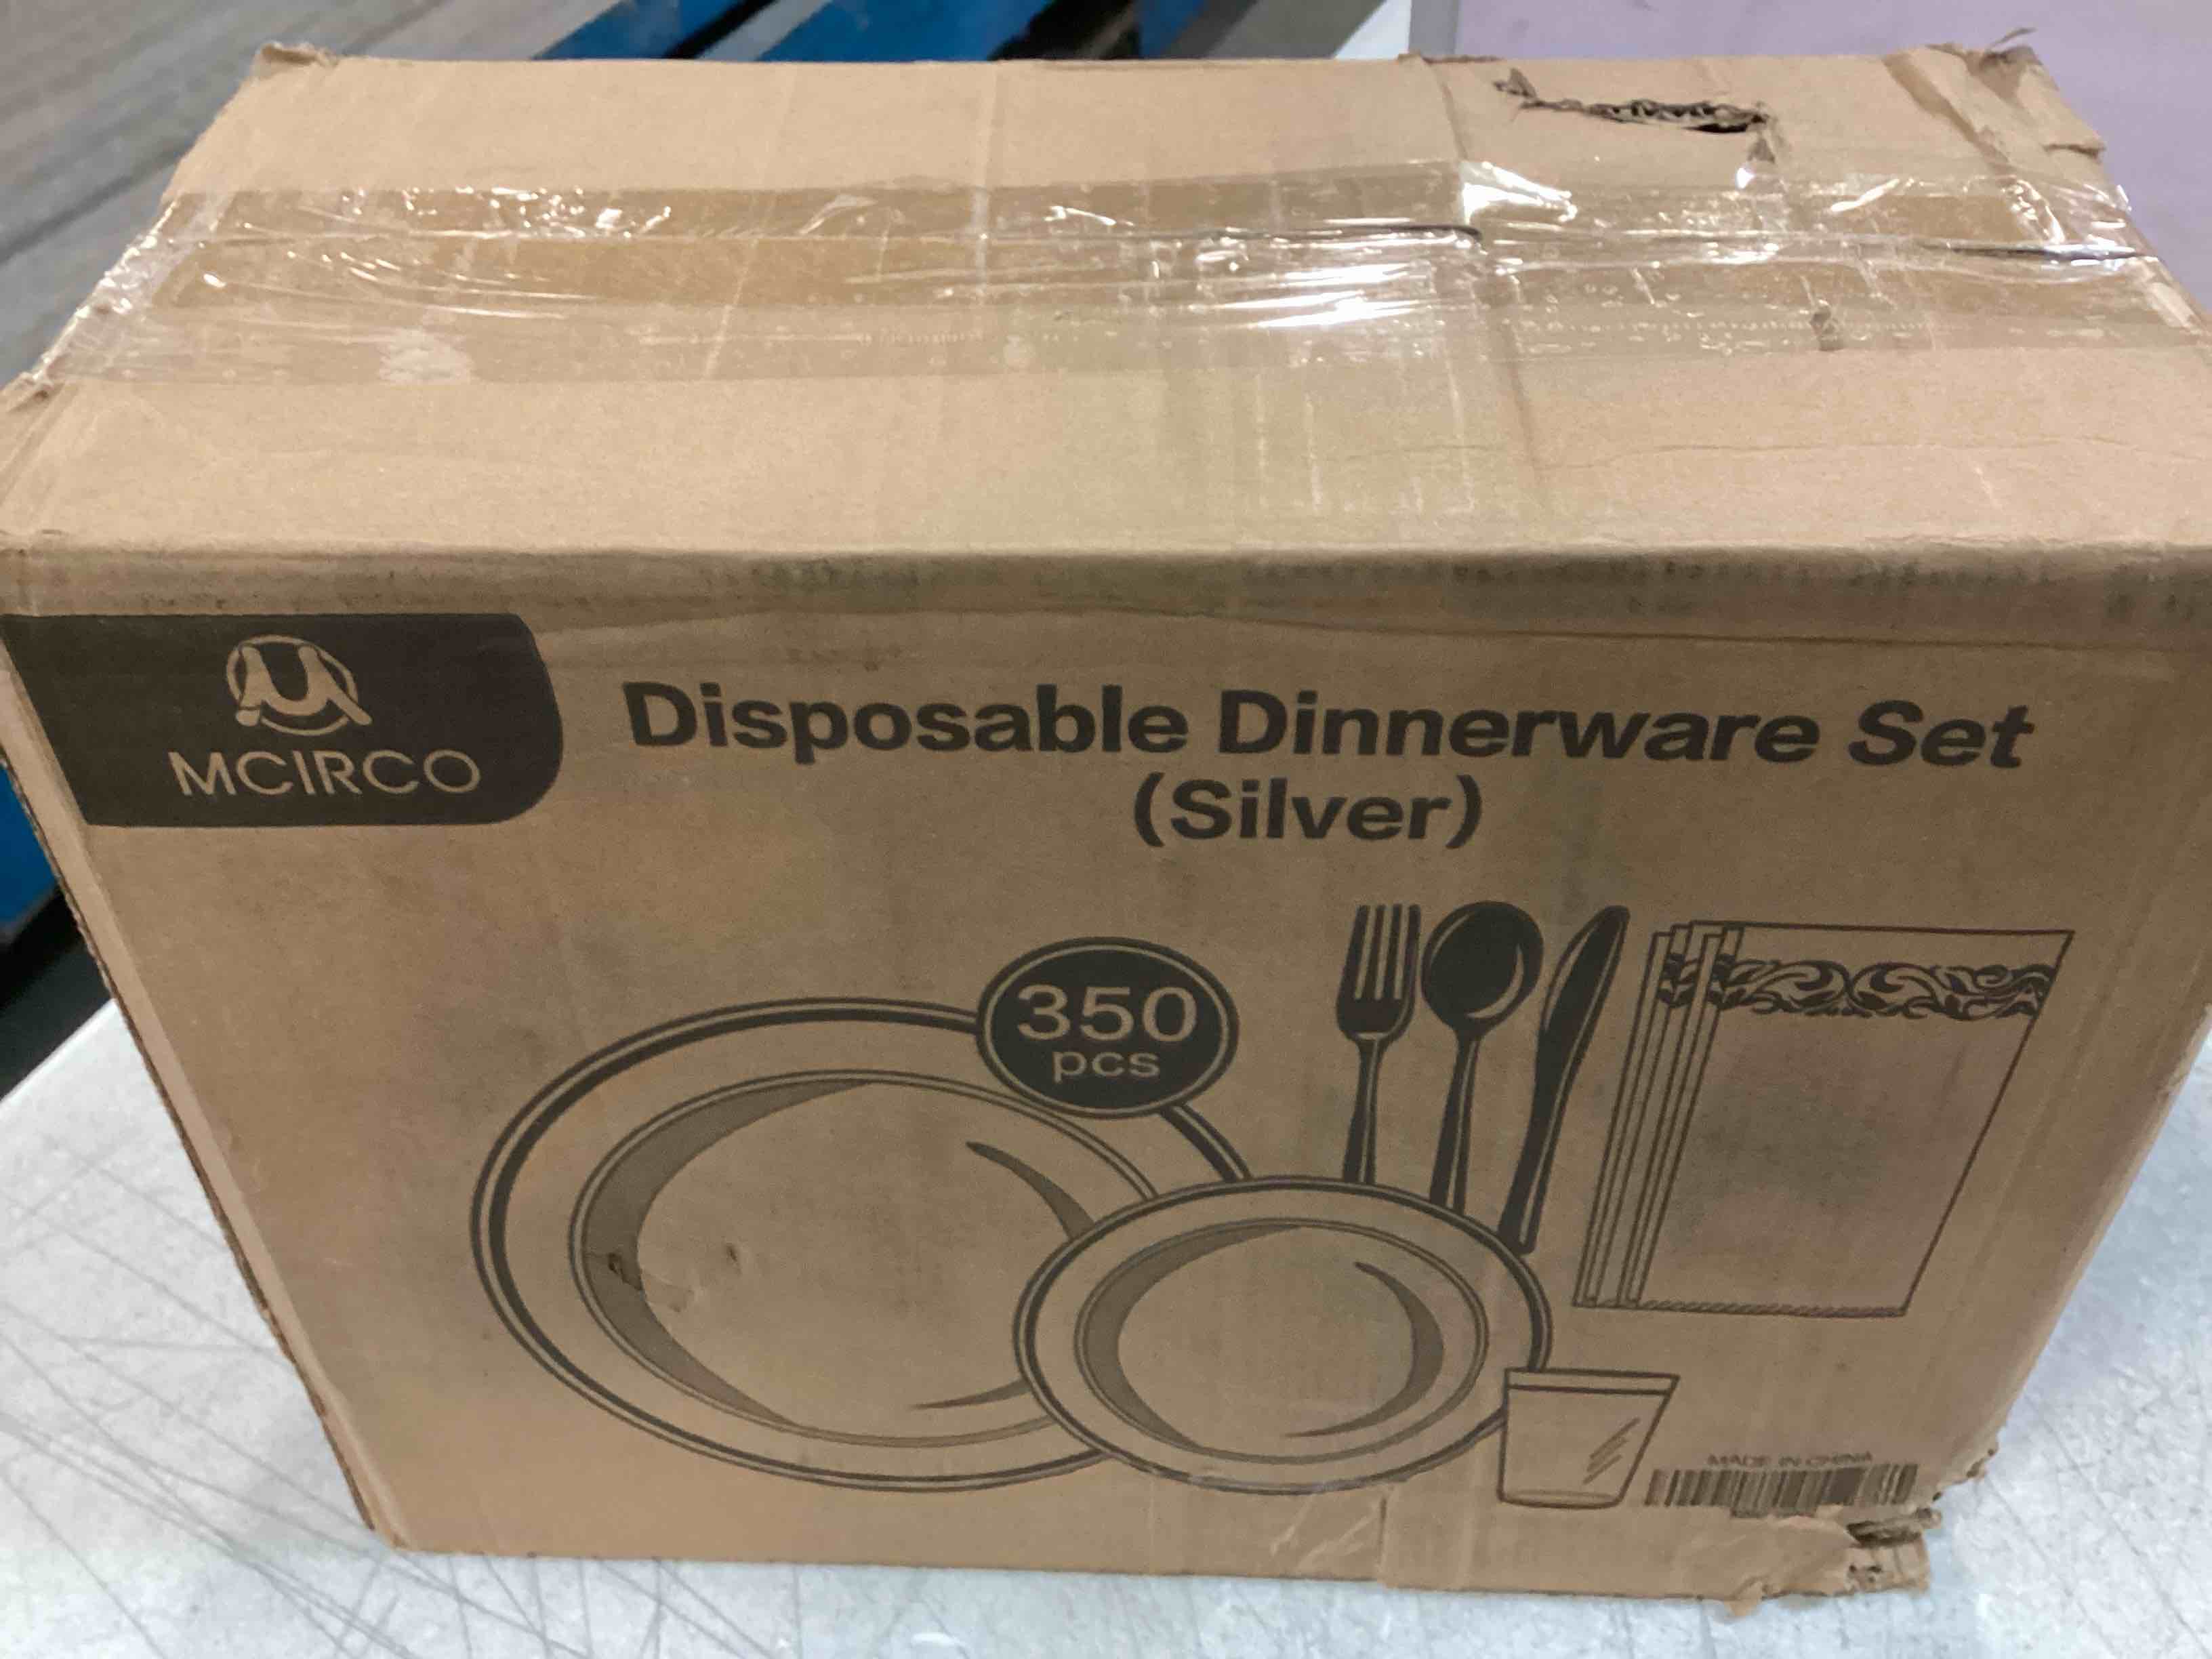 MCIRCO
Disposable Dinnerware Set
(Silver)
350
pcs
MADE IN CHINA